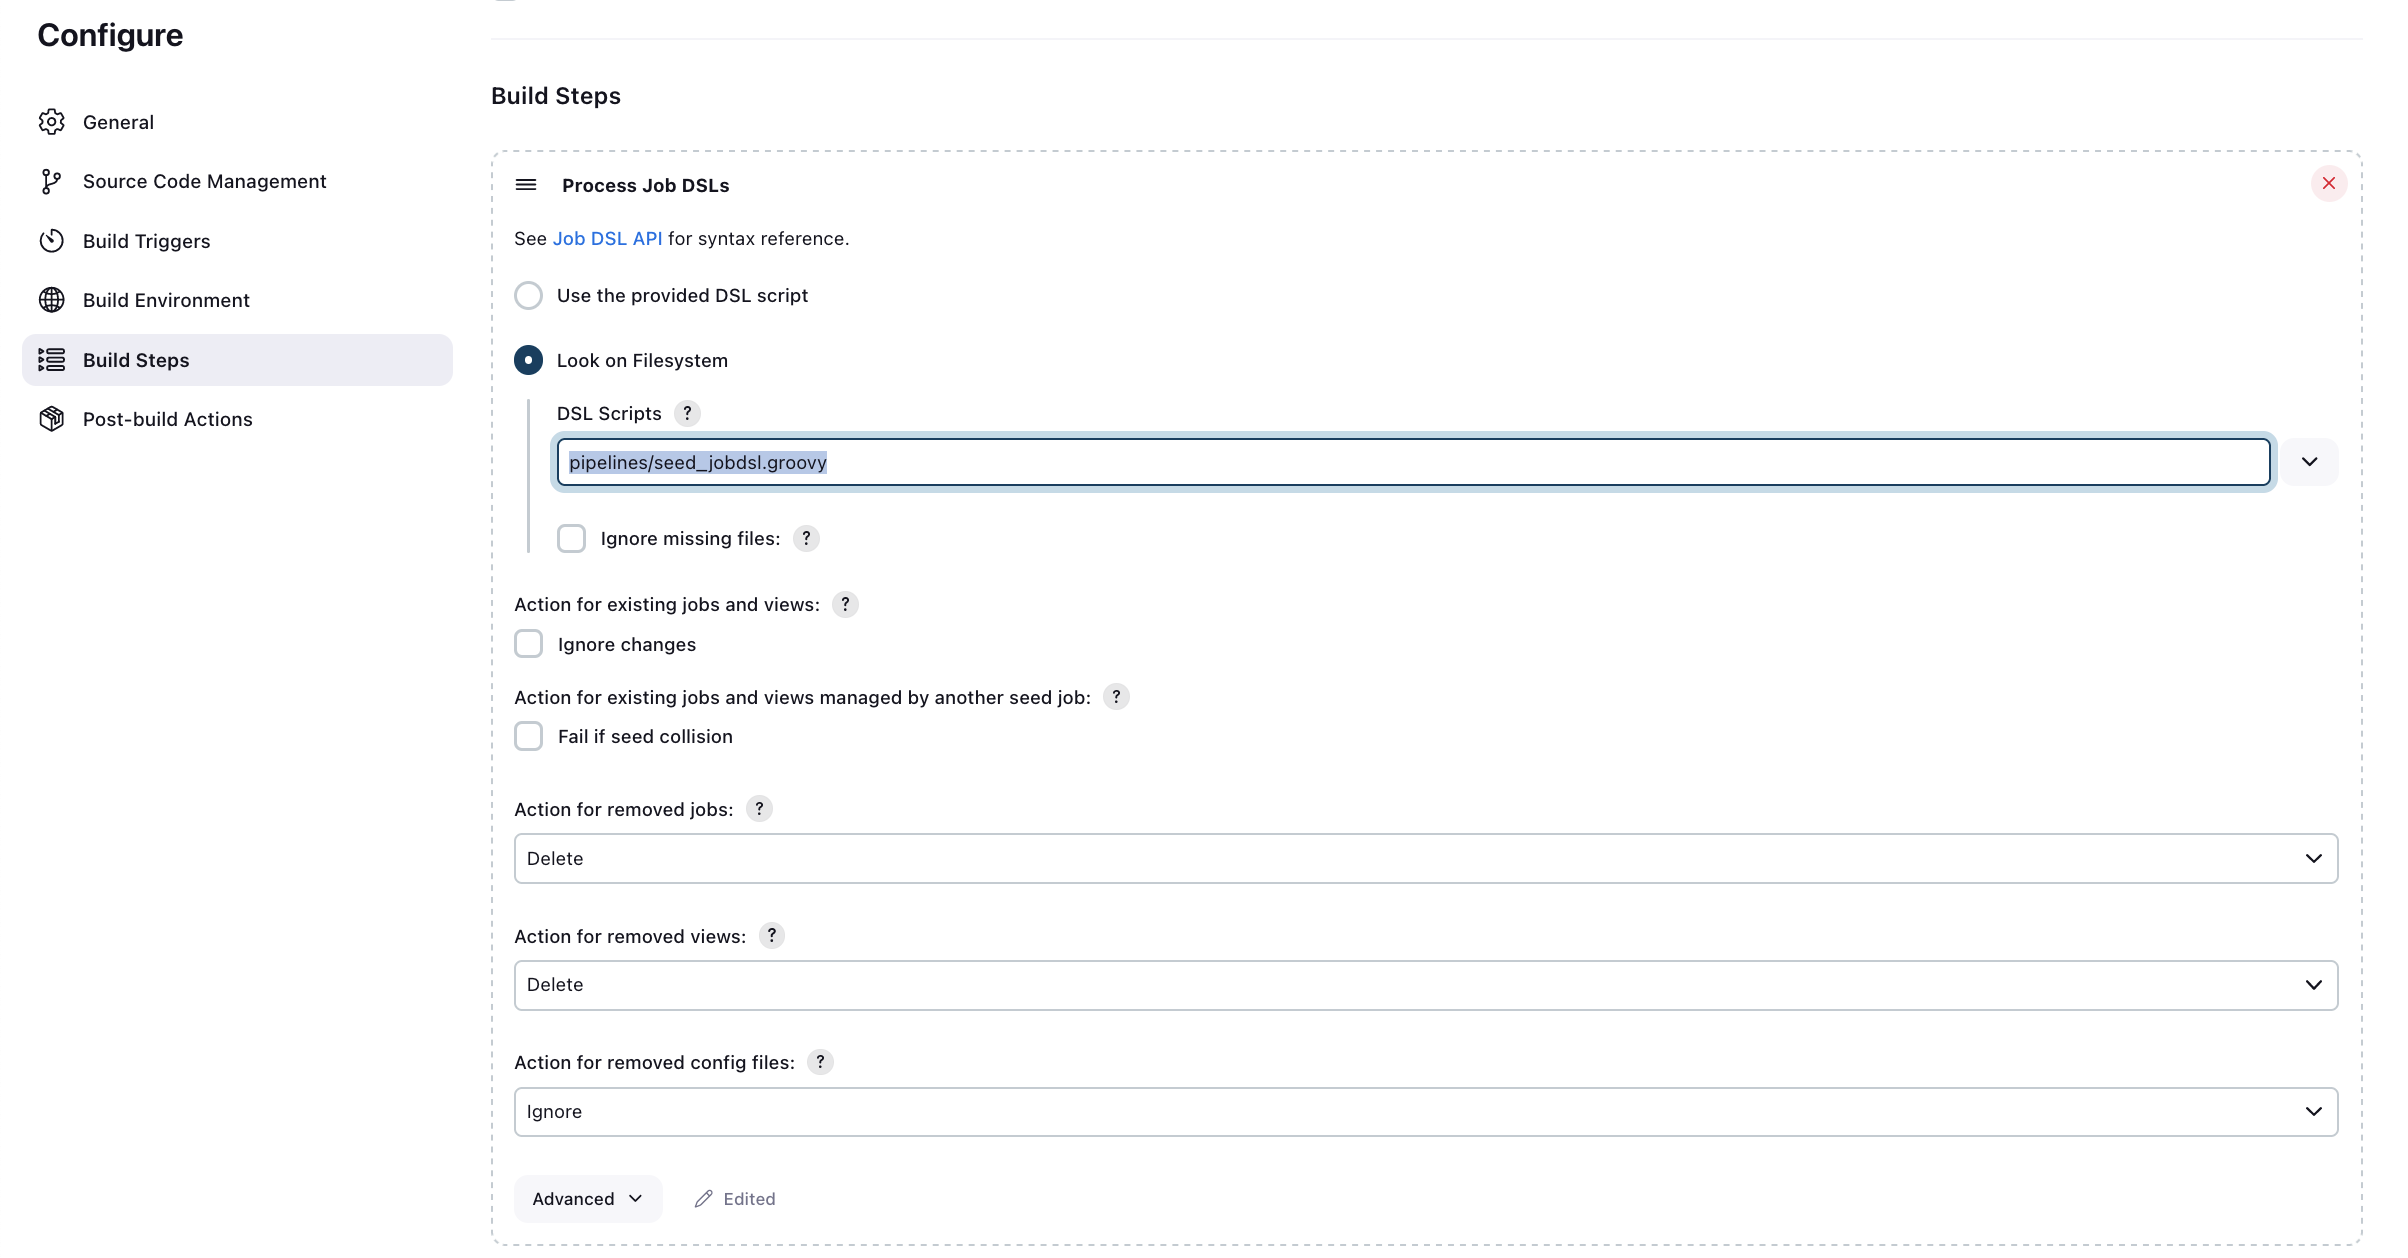 Configure
General
Source Code Management
Build Triggers
Build Environment
Build Steps
Post-build Actions
Build Steps
Process Job DSLs
See Job DSL API for syntax reference.
Use the provided DSL script
Look on Filesystem
DSL Scripts ?
pipelines/seed_jobdsl.groovy
Ignore missing files: ?
Action for existing jobs and views: ?
Ignore changes
Action for existing jobs and views managed by another seed job: ?
Fail if seed collision
Action for removed jobs: ?
Delete
Action for removed views: ?
Delete
Action for removed config files: ?
Ignore
Advanced Edited